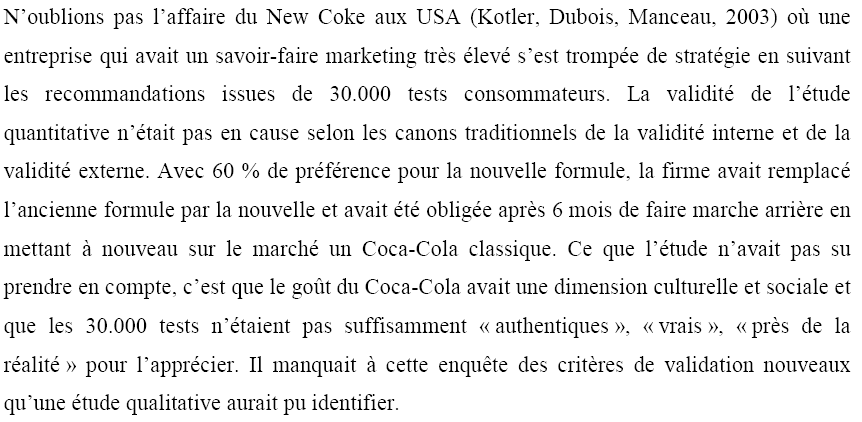 N’oublions pas l’affaire du New Coke aux USA (Kotler, Dubois, Manceau, 2003) où une
entreprise qui avait un savoir-faire marketing très élevé s’est trompée de stratégie en suivant
les recommandations issues de 30.000 tests consommateurs. La validité de l’étude
quantitative n’était pas en cause selon les canons traditionnels de la validité interne et de la
validité externe. Avec 60 % de préférence pour la nouvelle formule, la firme avait remplacé
l’ancienne formule par la nouvelle et avait été obligée après 6 mois de faire marche arrière en
mettant à nouveau sur le marché un Coca-Cola classique. Ce que l’étude n’avait pas su
prendre en compte, c’est que le goût du Coca-Cola avait une dimension culturelle et sociale et
que les 30.000 tests n’étaient pas suffisamment « authentiques », « vrais », « près de la
réalité » pour l’apprécier. Il manquait à cette enquête des critères de validation nouveaux
qu’une étude qualitative aurait pu identifier.